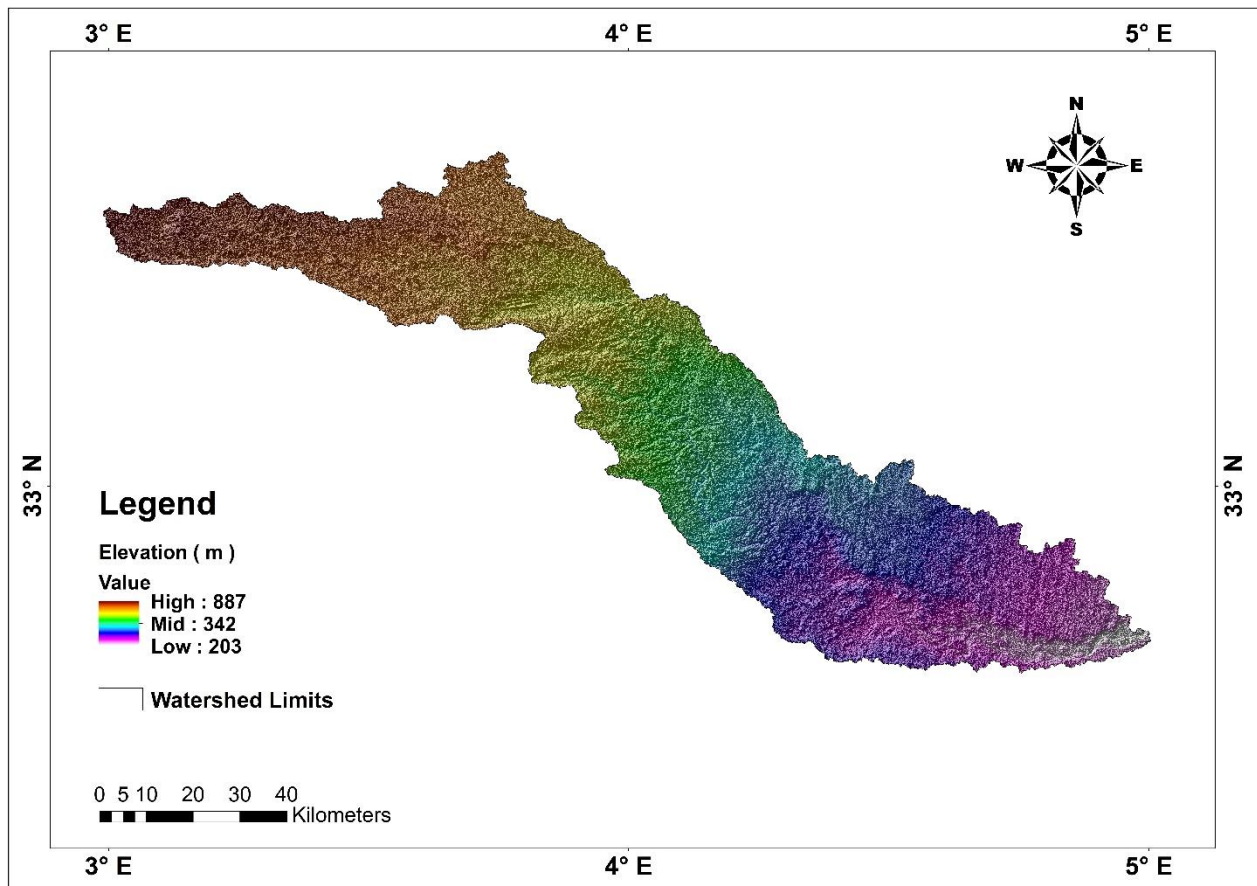 3° E 4° E 5° E
N
W E
S
33° N 33° N
Legend
Elevation ( m )
Value
High : 887
Mid : 342
Low : 203
Watershed Limits
0 5 10 20 30 40
Kilometers
3° E 4° E 5° E